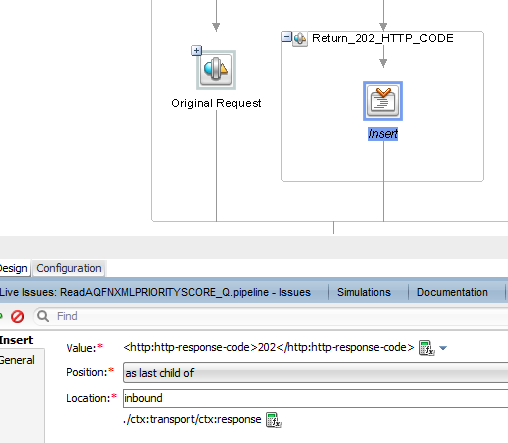 Return_202_HTTP_CODE
Original Request
Insert
Design Configuration
Live Issues: ReadAQFNXMLPRIORITYSCORE_Q.pipeline - Issues Simulations Documentation
Find
Insert
General
Value:* <http:http-response-code>202</http:http-response-code>
Position:* as last child of
Location:* inbound
./ctx:transport/ctx:response